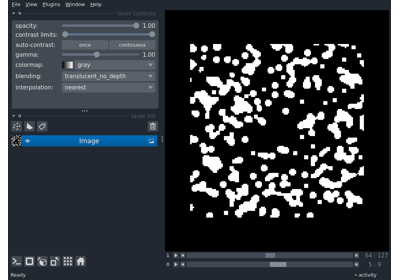 File View Plugins Window Help
layer controls
opacity: 1.00
contrast limits:
auto-contrast: once continuous
gamma: 1.00
colormap: gray
blending: translucent_no_depth
interpolation: nearest
layer list
Image
1 64 127
0 5 9
Ready activity